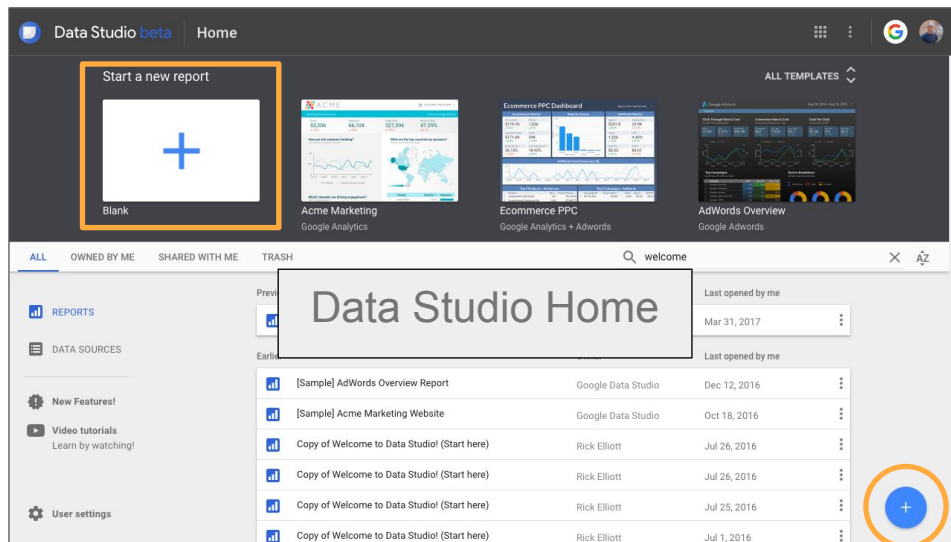 Data Studio beta Home
Start a new report
ALL TEMPLATES
ACME
Ecommerce PPC Dashboard
Blank
Acme Marketing
Google Analytics
Ecommerce PPC
Google Analytics + Adwords
AdWords Overview
Google Adwords
ALL OWNED BY ME SHARED WITH ME TRASH
welcome
AZ
Data Studio Home
REPORTS
DATA SOURCES
New Features!
Video tutorials
Learn by watching!
User settings
Last opened by me
Mar 31, 2017
Last opened by me
[Sample] AdWords Overview Report Google Data Studio Dec 12, 2016
[Sample] Acme Marketing Website Google Data Studio Oct 18, 2016
Copy of Welcome to Data Studio! (Start here) Rick Elliott Jul 26, 2016
Copy of Welcome to Data Studio! (Start here) Rick Elliott Jul 26, 2016
Copy of Welcome to Data Studio! (Start here) Rick Elliott Jul 25, 2016
Copy of Welcome to Data Studio! (Start here) Rick Elliott Jul 1, 2016